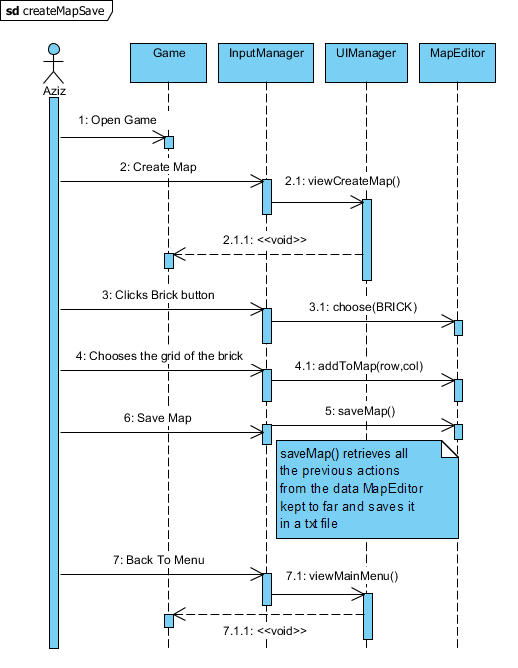 sd createMapSave
Game
InputManager
UIManager
MapEditor
Aziz
1: Open Game
2: Create Map
2.1: viewCreateMap()
2.1.1: <<void>>
3: Clicks Brick button
3.1: choose(BRICK)
4: Chooses the grid of the brick
4.1: addToMap(row,col)
5: saveMap()
6: Save Map
saveMap() retrieves all
the previous actions
from the data MapEditor
kept to far and saves it
in a txt file
7: Back To Menu
7.1: viewMainMenu()
7.1.1: <<void>>